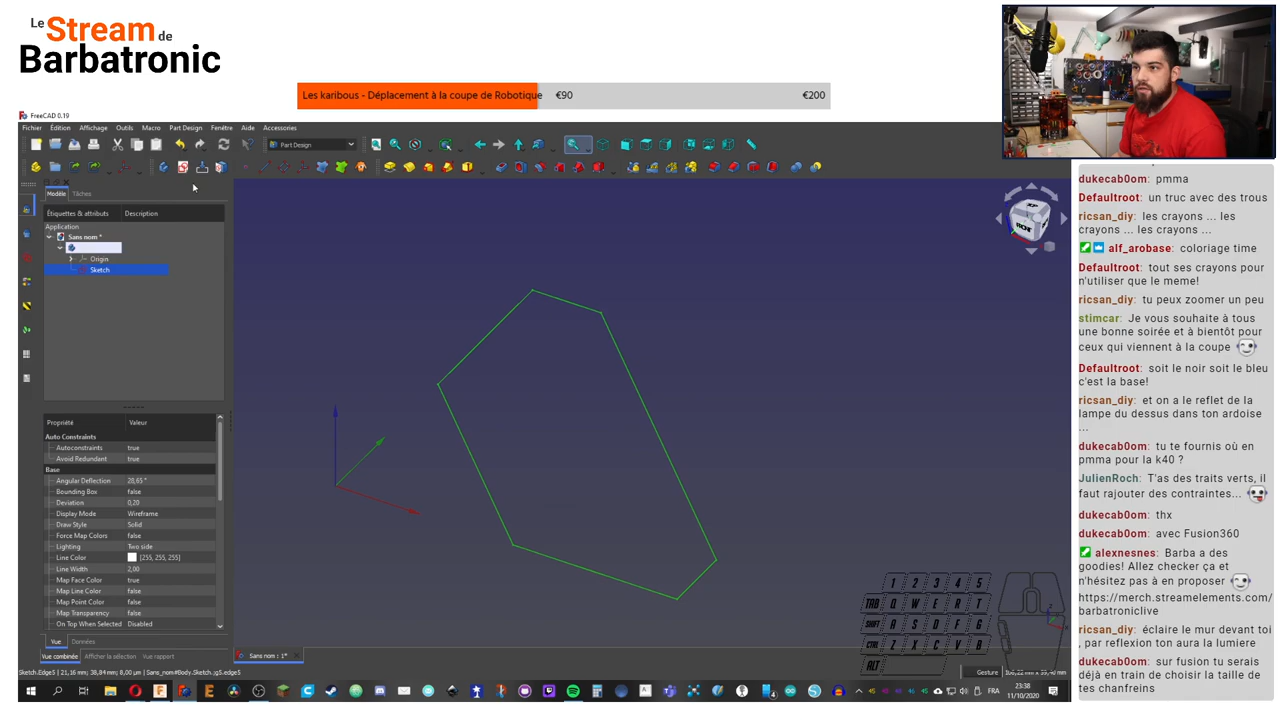 Le Stream de
Barbatronic
Les karibous - Déplacement à la coupe de Robotique €90 €200
FreeCAD 0.19
Fichier Édition Affichage Outils Macro Part Design Fenêtre Aide Accessories
Part Design
Modèle Tâches
Étiquettes & attributs Description
Application
Sans nom *
Origin
Sketch
Propriété Valeur
Auto Constraints
Autoconstraints true
Avoid Redundant true
Base
Angular Deflection 28,65 °
Bounding Box false
Deviation 0,20
Display Mode Wireframe
Draw Style Solid
Force Map Colors false
Lighting Two side
Line Color [255, 255, 255]
Line Width 2,00
Map Face Color true
Map Line Color false
Map Point Color false
Map Transparency false
On Top When Selected Disabled
Vue Données
Vue combinée Afficher la sélection Vue rapport
Sans nom : 1*
Sans_nom#Body.Sketch.
Gesture
TAB Q W E R T
1 2 3 4 5
SHIFT A S D F G
CTRL Z X C V B
ALT
FRONT
FRA
23:38
11/10/2020
dukecab0om: pmma
Defaultroot: un truc avec des trous
ricsan_diy: les crayons ... les
crayons ... les crayons ...
alf_arobase: coloriage time
Defaultroot: tout ses crayons pour
n'utiliser que le meme!
ricsan_diy: tu peux zoomer un peu
stimcar: Je vous souhaite à tous
une bonne soirée et à bientôt pour
ceux qui viennent à la coupe
Defaultroot: soit le noir soit le bleu
c'est la base!
ricsan_diy: et on a le reflet de la
lampe du dessus dans ton ardoise
...
dukecab0om: tu te fournis où en
pmma pour la k40 ?
JulienRoch: T'as des traits verts, il
faut rajouter des contraintes...
dukecab0om: thx
dukecab0om: avec Fusion360
alexnesnes: Barba a des
goodies! Allez checker ça et
n'hésitez pas à en proposer
https://merch.streamelements.com/
barbatroniclive
ricsan_diy: éclaire le mur devant toi
, par reflexion ton aura la lumiere
dukecab0om: sur fusion tu serais
déjà en train de choisir la taille de
tes chanfreins